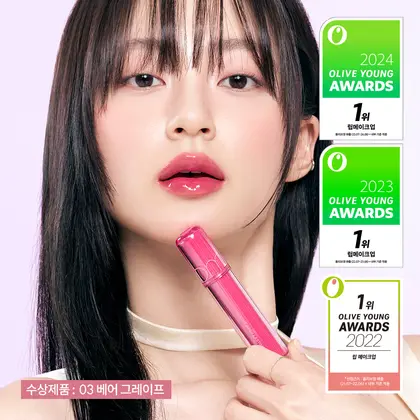 2024
OLIVE YOUNG
AWARDS
1위
립메이크업
2023
OLIVE YOUNG
AWARDS
1위
립메이크업
1위
OLIVE YOUNG
AWARDS
2022
립 메이크업
수상제품 : 03 베어 그레이프